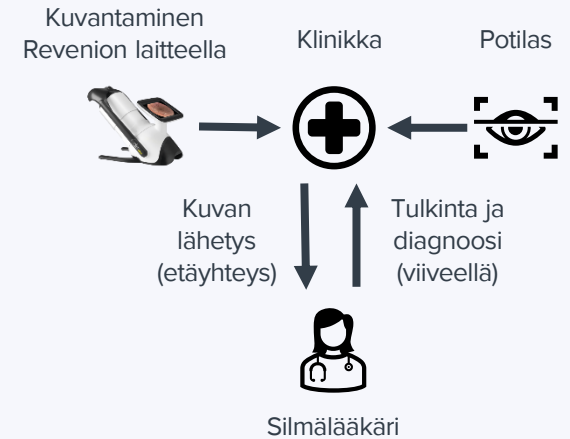 Kuvantaminen
Revenion laitteella
Klinikka
Potilas
Kuvan
lähetys
(etäyhteys)
Tulkinta ja
diagnoosi
(viiveellä)
Silmälääkäri